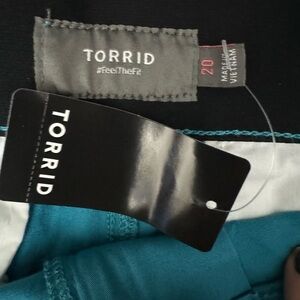 TORRID
#FeelTheFit
20
MADE IN
VIETNAM
TORRID